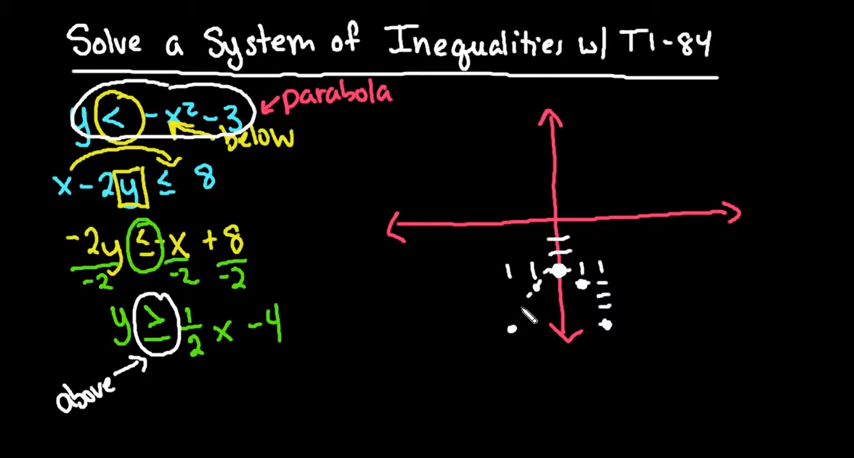 Solve a System of Inequalities w/ TI-84
y < -x² - 3
parabola
below
x - 2y ≤ 8
-2y ≤ -x + 8
-2 -2 -2
y ≥ 1/2 x - 4
above